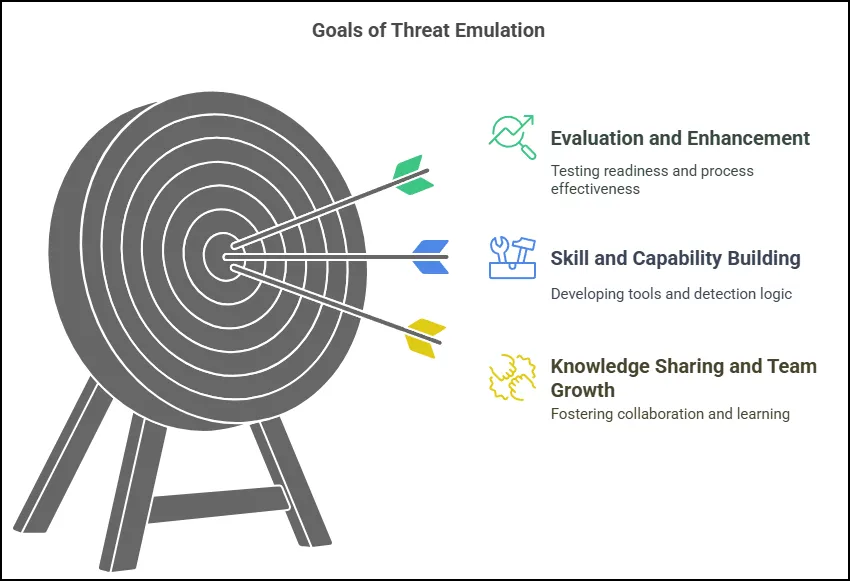 Goals of Threat Emulation
Evaluation and Enhancement
Testing readiness and process
effectiveness
Skill and Capability Building
Developing tools and detection logic
Knowledge Sharing and Team
Growth
Fostering collaboration and learning